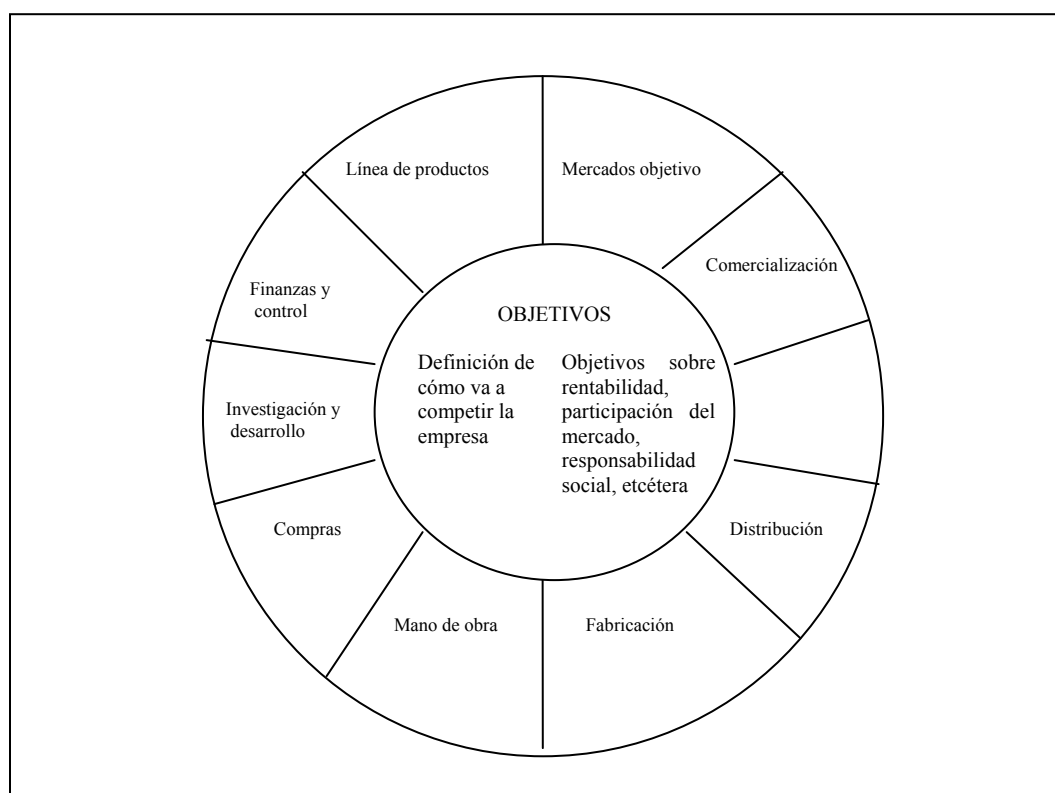 Línea de productos
Mercados objetivo
Comercialización
Finanzas y
control
OBJETIVOS
Definición de
cómo va a
competir la
empresa
Objetivos sobre
rentabilidad,
participación del
mercado,
responsabilidad
social, etcétera
Investigación y
desarrollo
Compras
Distribución
Mano de obra
Fabricación